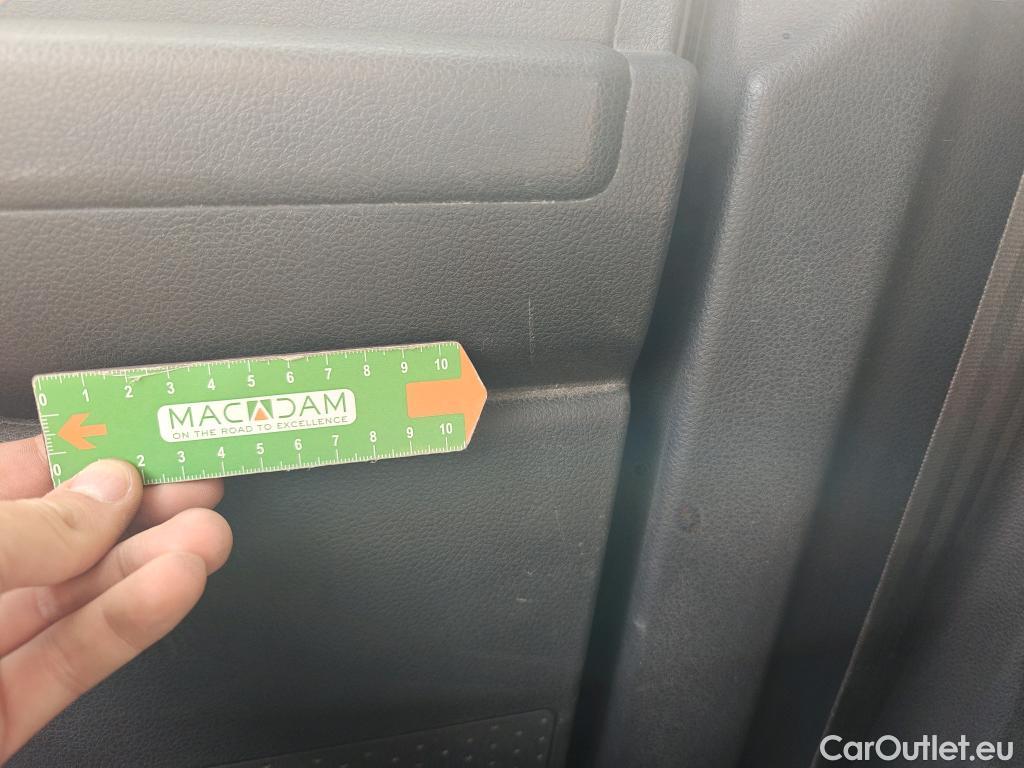 0 1 2 3 4 5 6 7 8 9 10
MACADAM
ON THE ROAD TO EXCELLENCE
0 2 3 4 5 6 7 8 9 10
CarOutlet.eu